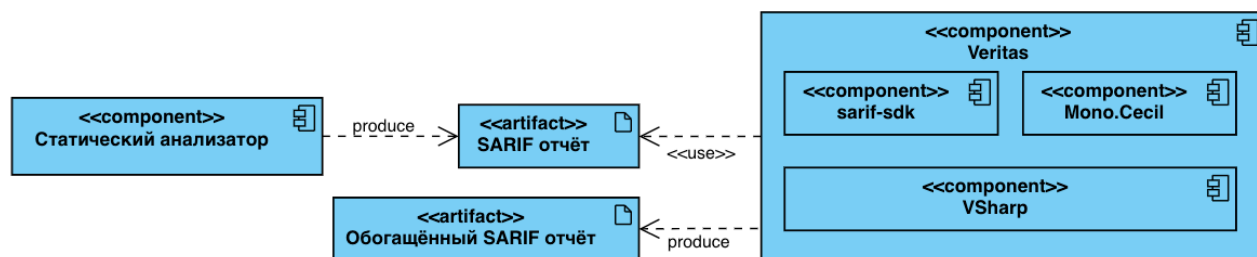 <<component>>
Статический анализатор
produce
<<artifact>>
SARIF отчёт
<<use>>
<<artifact>>
Обогащённый SARIF отчёт
produce
<<component>>
Veritas
<<component>>
sarif-sdk
<<component>>
Mono.Cecil
<<component>>
VSharp